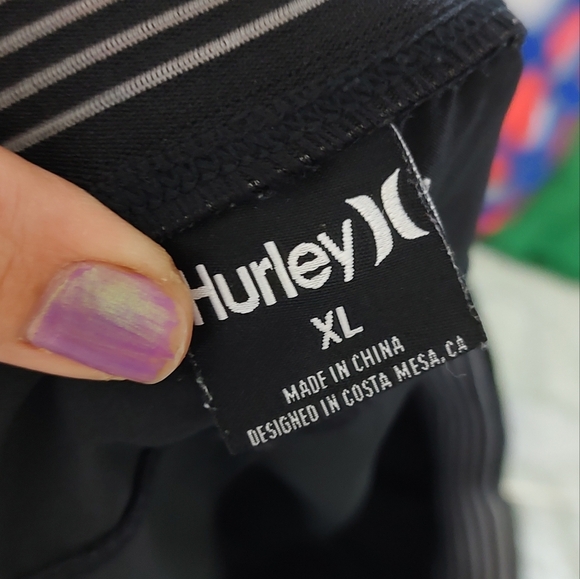 Hurley
XL
MADE IN CHINA
DESIGNED IN COSTA MESA, CA